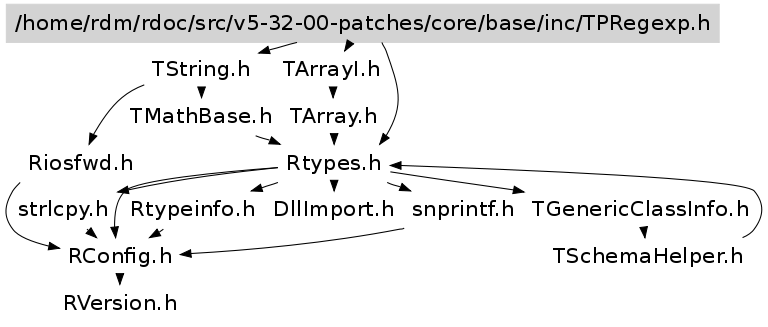 /home/rdm/rdoc/src/v5-32-00-patches/core/base/inc/TPRegexp.h
TString.h TArrayI.h
TMathBase.h TArray.h
Riosfwd.h Rtypes.h
strlcpy.h Rtypeinfo.h DllImport.h snprintf.h TGenericClassInfo.h
RConfig.h TSchemaHelper.h
RVersion.h